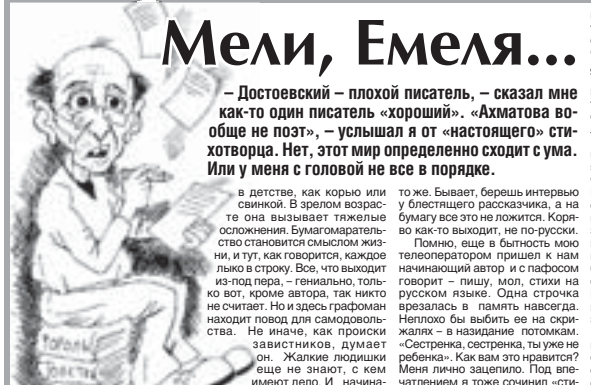 Мели, Емеля...
– Достоевский – плохой писатель, – сказал мне
как-то один писатель «хороший». «Ахматова во-
обще не поэт», – услышал я от «настоящего» сти-
хотворца. Нет, этот мир определенно сходит с ума.
Или у меня с головой не все в порядке.
в детстве, как корью или
свинкой. В зрелом возрас-
те она вызывает тяжелые
осложнения. Бумагомаратель-
ство становится смыслом жиз-
ни, и тут, как говорится, каждое
лыко в строку. Все, что выходит
из-под пера, – гениально, толь-
ко вот, кроме автора, так никто
не считает. Но и здесь графоман
находит повод для самодоволь-
ства. Не иначе, как происки
завистников, думает
он. Жалкие людишки
еще не знают, с кем
имеют дело. И начина-
то же. Бывает, берешь интервью
у блестящего рассказчика, а на
бумагу все это не ложится. Коря-
во как-то выходит, не по-русски.
Помню, еще в бытность мою
телеоператором пришел к нам
начинающий автор и с пафосом
говорит – пишу, мол, стихи на
русском языке. Одна строчка
врезалась в память навсегда.
Неплохо бы выбить ее на скри-
жалях – в назидание потомкам.
«Сестренка, сестренка, ты уже не
ребенка». Как вам это нравится?
Меня лично зацепило. Под впе-
чатлением я тоже сочинил «сти-
Гоголь